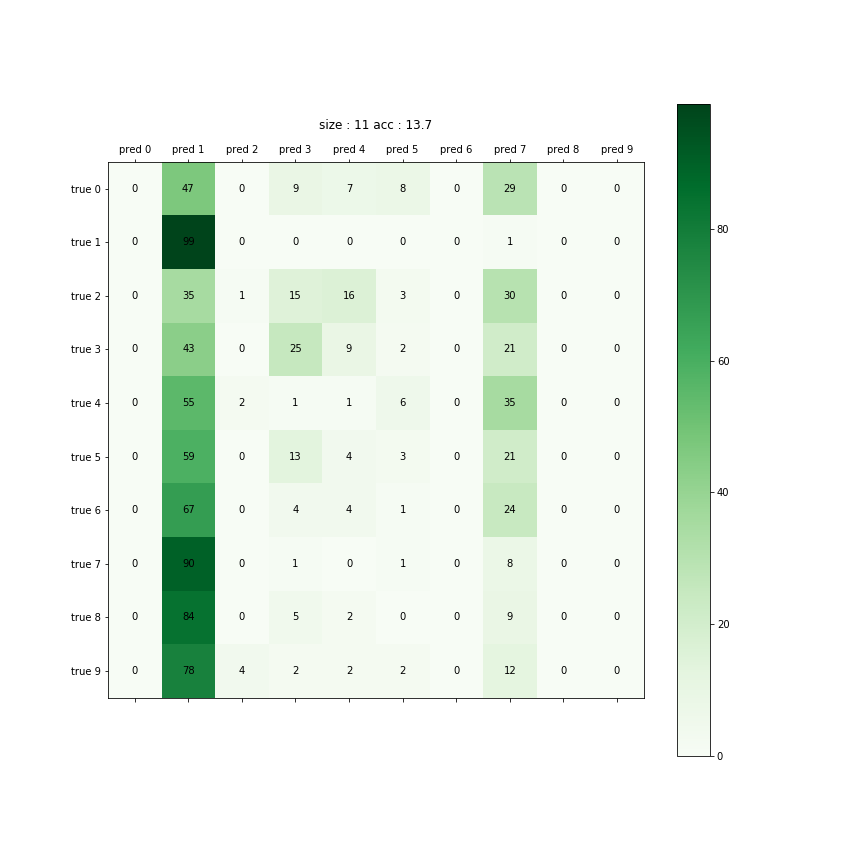 size : 11 acc : 13.7
pred 0 pred 1 pred 2 pred 3 pred 4 pred 5 pred 6 pred 7 pred 8 pred 9
true 0 0 47 0 9 7 8 0 29 0 0
true 1 0 99 0 0 0 0 0 1 0 0
80
true 2 0 35 1 15 16 3 0 30 0 0
true 3 0 43 0 25 9 2 0 21 0 0
60
true 4 0 55 2 1 1 6 0 35 0 0
true 5 0 59 0 13 4 3 0 21 0 0
40
true 6 0 67 0 4 4 1 0 24 0 0
true 7 0 90 0 1 0 1 0 8 0 0
true 8 0 84 0 5 2 0 0 9 0 0
20
true 9 0 78 4 2 2 2 0 12 0 0
0